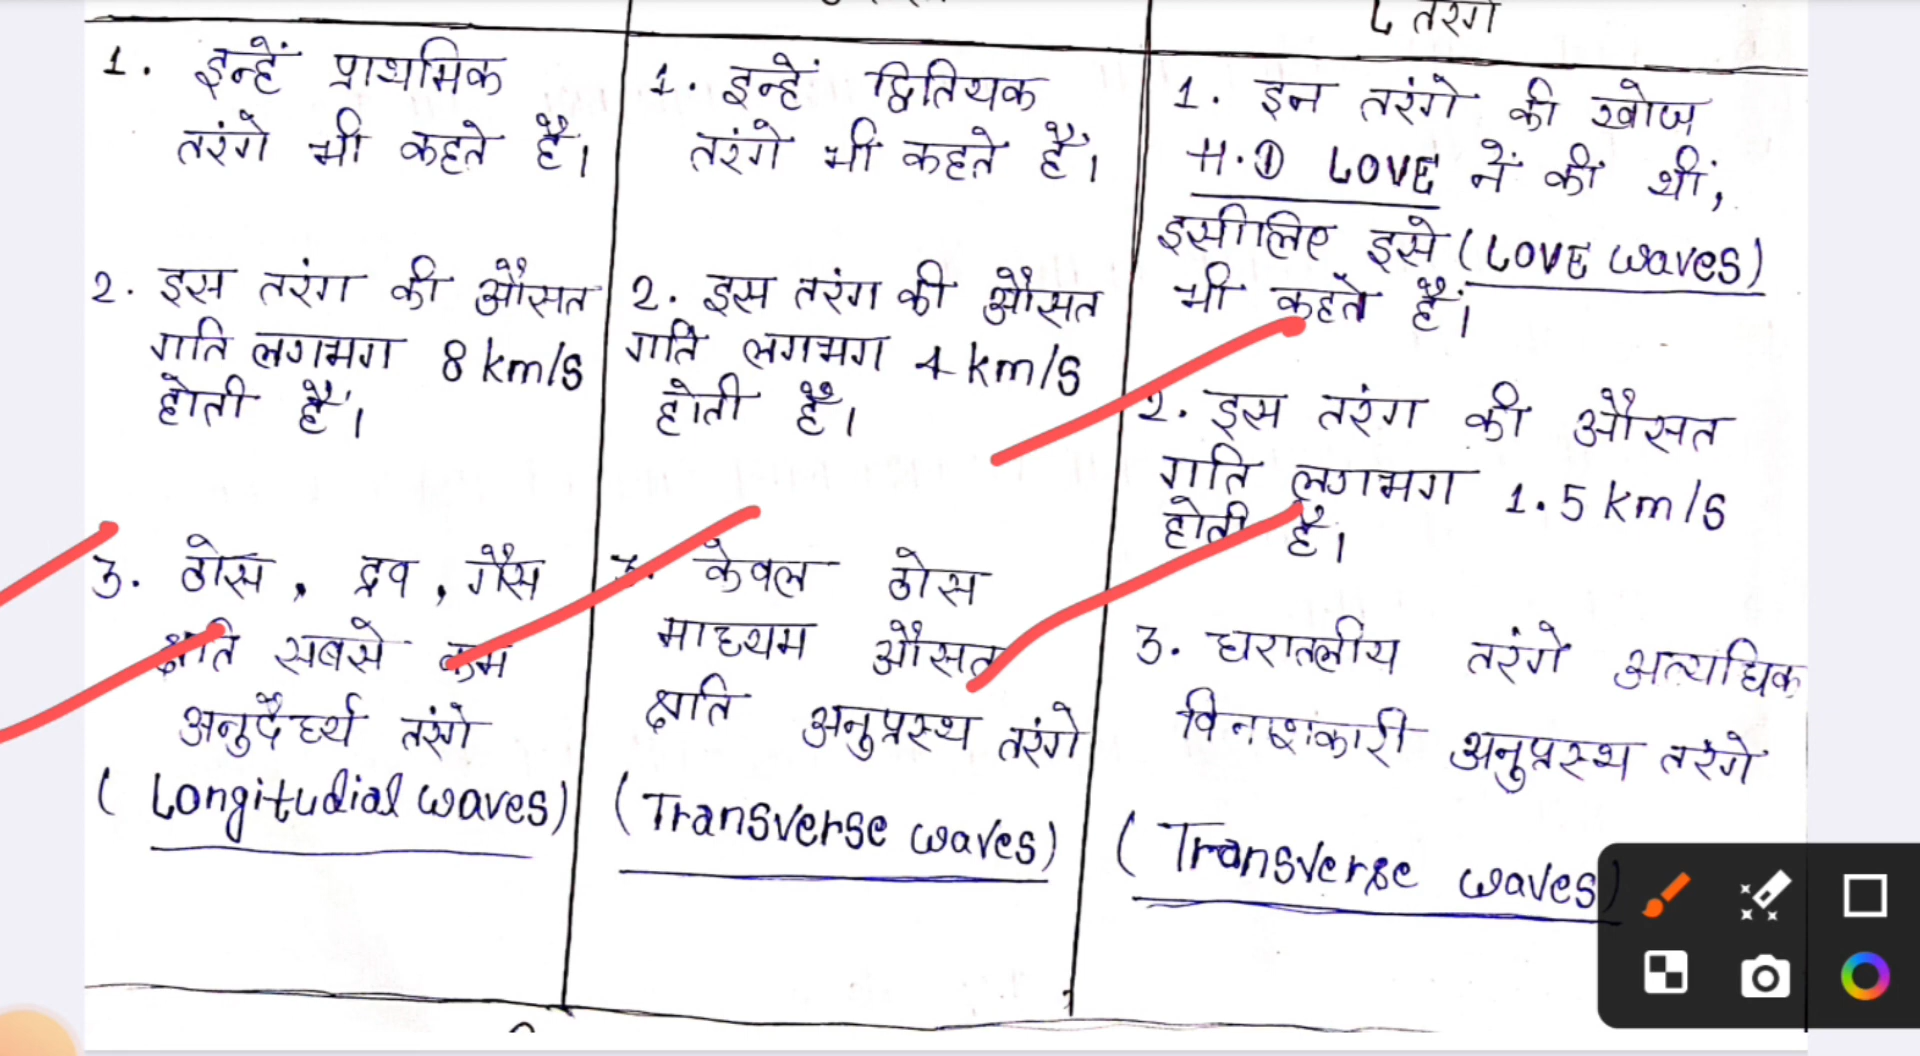 L तरंगे
1. इन्हें प्राथमिक
तरंगे भी कहते है।
2. इस तरंग की औसत
गति लगभग 8 km/s
होती है।
3. ठोस, द्रव, गैस
क्षति सबसे कम
अनुदैर्घ्य तरंगे
(Longitudial waves)
1. इन्हें द्वितियक
तरंगे भी कहते है।
2. इस तरंग की औसत
गति लगभग 4 km/s
होती है।
3. केवल ठोस
माध्यम औसत
क्षति अनुप्रस्थ तरंगे
(Transverse waves)
1. इन तरंगे की खोज
H.D LOVE नें कीं थीं,
इसीलिए इसे (LOVE waves)
भी कहते हैं।
2. इस तरंग की औसत
गति लगभग 1.5 km/s
होती है।
3. धरातलीय तरंगे अत्यधिक
विनाशकारी अनुप्रस्थ तरंगे
(Transverse waves)